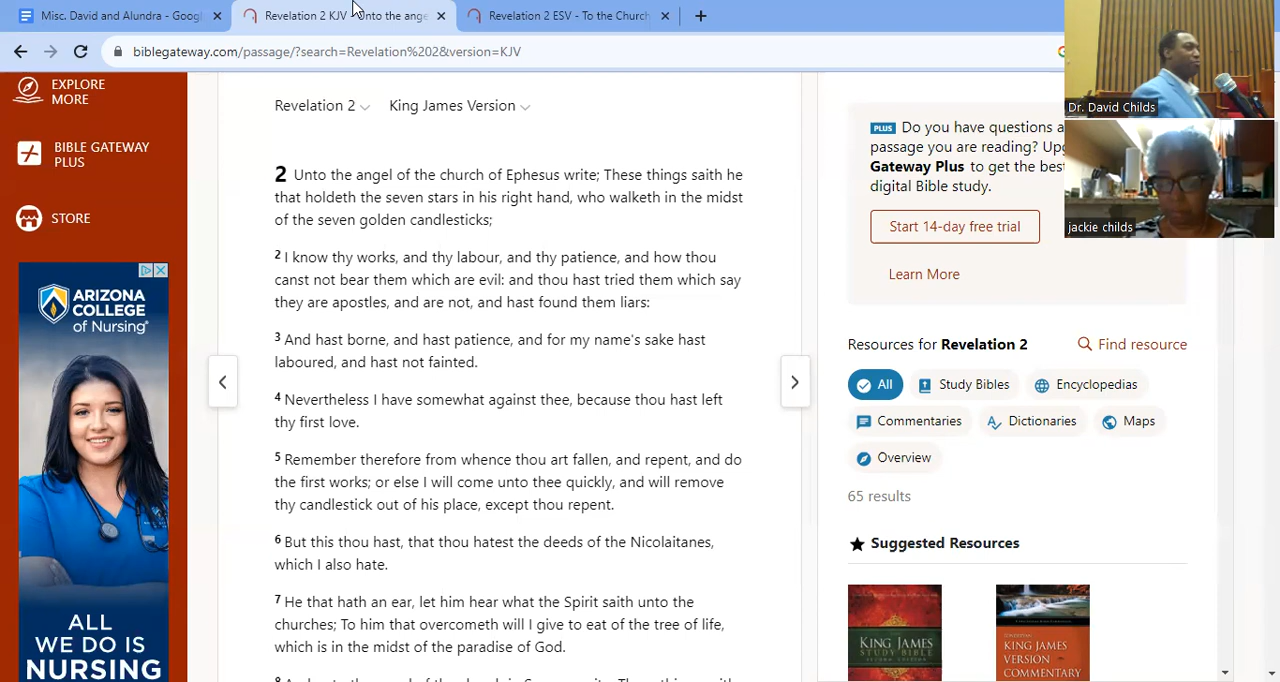 Misc. David and Alundra - Googl
Revelation 2 KJV - Unto the ange
Revelation 2 ESV - To the Church
biblegateway.com/passage/?search=Revelation%202&version=KJV
EXPLORE
MORE
BIBLE GATEWAY
PLUS
STORE
ARIZONA
COLLEGE
of Nursing®
ALL
WE DO IS
NURSING
Revelation 2 King James Version
2 Unto the angel of the church of Ephesus write; These things saith he
that holdeth the seven stars in his right hand, who walketh in the midst
of the seven golden candlesticks;
2 I know thy works, and thy labour, and thy patience, and how thou
canst not bear them which are evil: and thou hast tried them which say
they are apostles, and are not, and hast found them liars:
3 And hast borne, and hast patience, and for my name's sake hast
laboured, and hast not fainted.
4 Nevertheless I have somewhat against thee, because thou hast left
thy first love.
5 Remember therefore from whence thou art fallen, and repent, and do
the first works; or else I will come unto thee quickly, and will remove
thy candlestick out of his place, except thou repent.
6 But this thou hast, that thou hatest the deeds of the Nicolaitanes,
which I also hate.
7 He that hath an ear, let him hear what the Spirit saith unto the
churches; To him that overcometh will I give to eat of the tree of life,
which is in the midst of the paradise of God.
PLUS Do you have questions a
passage you are reading? Upg
Gateway Plus to get the bes
digital Bible study.
Start 14-day free trial
Learn More
Resources for Revelation 2 Find resource
All Study Bibles Encyclopedias
Commentaries Dictionaries Maps
Overview
65 results
Suggested Resources
KING JAMES
STUDY BIBLE
SECOND EDITION
KING JAMES
VERSION
COMMENTARY
Dr. David Childs
jackie childs